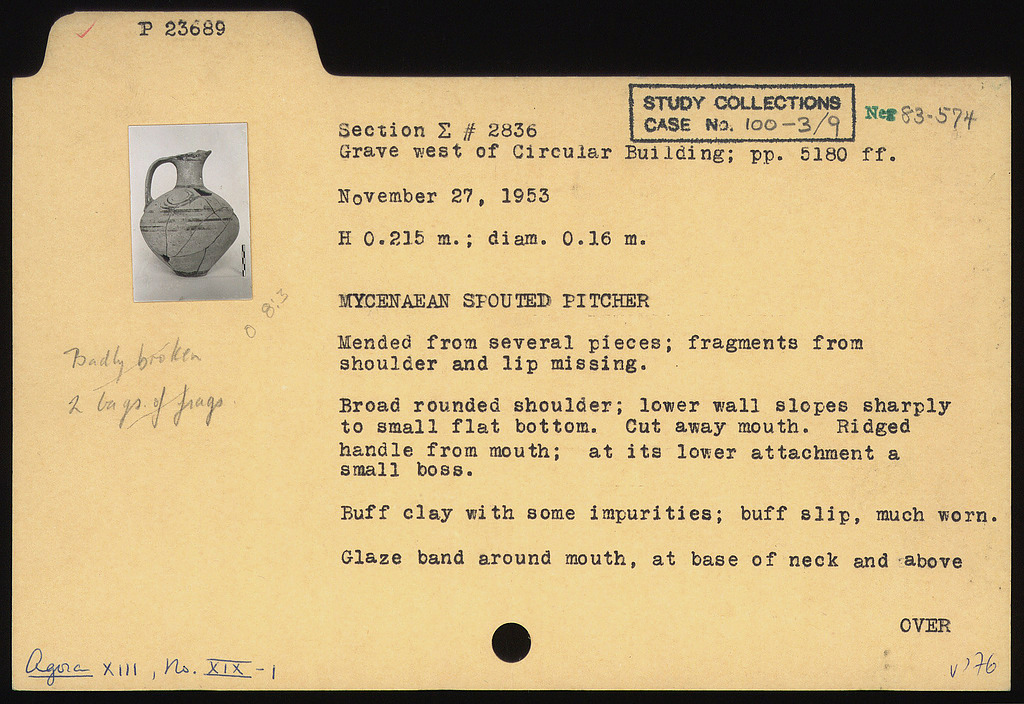 P 23689
STUDY COLLECTIONS
CASE No. 100-3/9
Neg 83-574
Section Σ # 2836
Grave west of Circular Building; pp. 5180 ff.
November 27, 1953
H 0.215 m.; diam. 0.16 m.
MYCENAEAN SPOUTED PITCHER
Mended from several pieces; fragments from
shoulder and lip missing.
Broad rounded shoulder; lower wall slopes sharply
to small flat bottom. Cut away mouth. Ridged
handle from mouth; at its lower attachment a
small boss.
Buff clay with some impurities; buff slip, much worn.
Glaze band around mouth, at base of neck and above
OVER
Badly broken
2 bags of frags.
Agora XIII, No. XIX-1